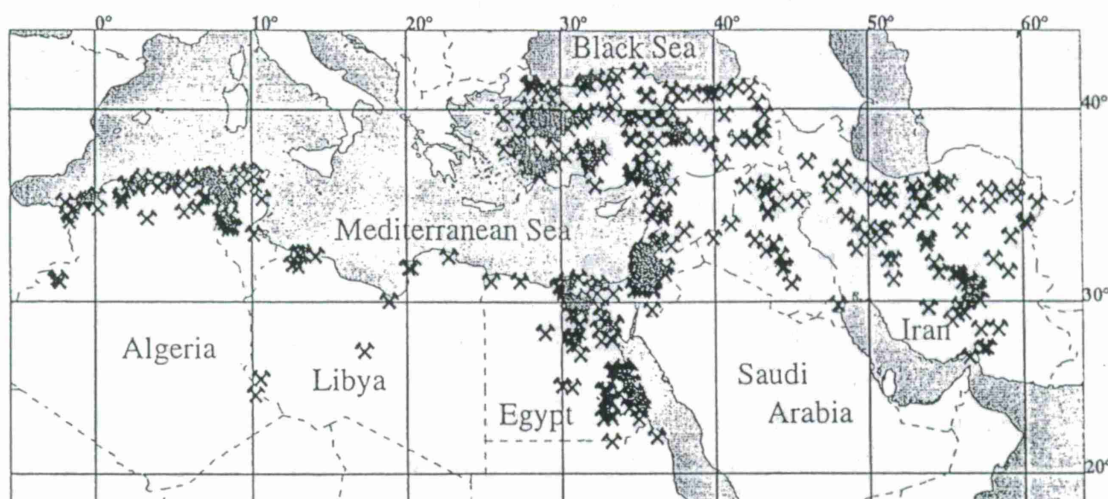 0° 10° 20° 30° 40° 50° 60°
Black Sea
40°
Mediterranean Sea
30°
Iran
Algeria
Saudi
Libya
Egypt
Arabia
20°